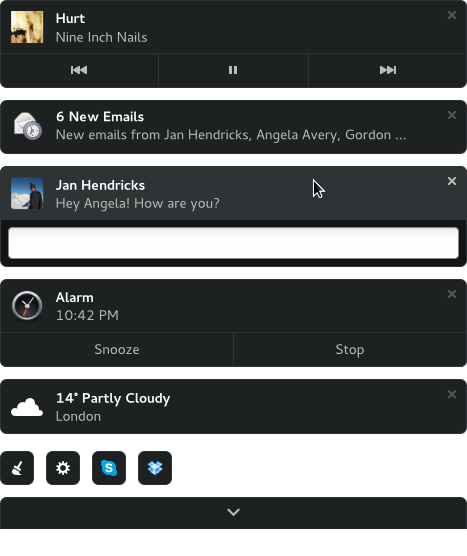 Hurt
Nine Inch Nails
6 New Emails
New emails from Jan Hendricks, Angela Avery, Gordon ...
Jan Hendricks
Hey Angela! How are you?
Alarm
10:42 PM
Snooze
Stop
14° Partly Cloudy
London